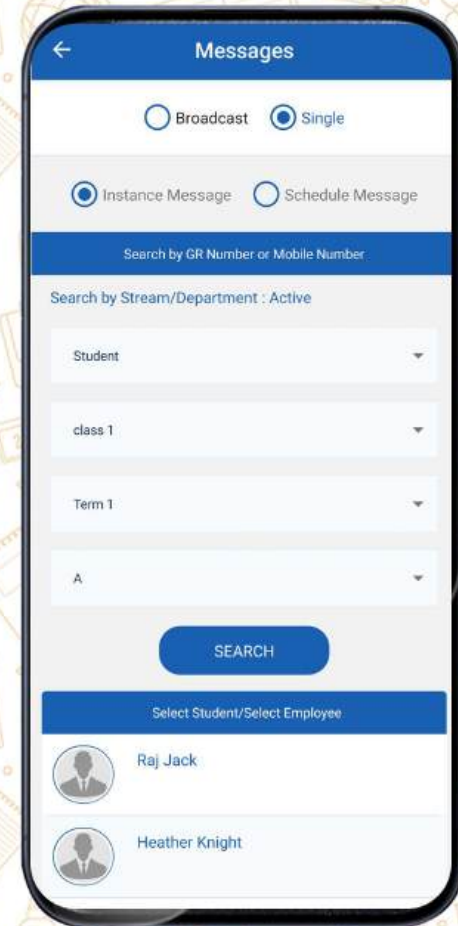 Messages
Broadcast Single
Instance Message Schedule Message
Search by GR Number or Mobile Number
Search by Stream/Department : Active
Student
class 1
Term 1
A
SEARCH
Select Student/Select Employee
Raj Jack
Heather Knight